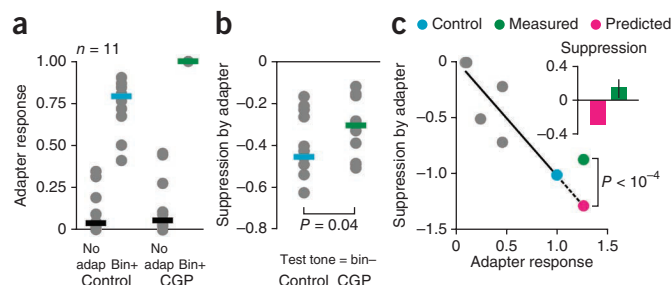 a
n = 11
1.00
0.75
0.50
0.25
0
Adapter response
No adap
Bin+
No adap
Bin+
Control
CGP
b
0
−0.2
−0.4
−0.6
−0.8
Suppression by adapter
P = 0.04
Test tone = bin–
Control CGP
c
Control Measured Predicted
0
−0.5
−1.0
−1.5
Suppression by adapter
Suppression
0.4
0
−0.4
P < 10⁻⁴
0 0.5 1.0 1.5
Adapter response